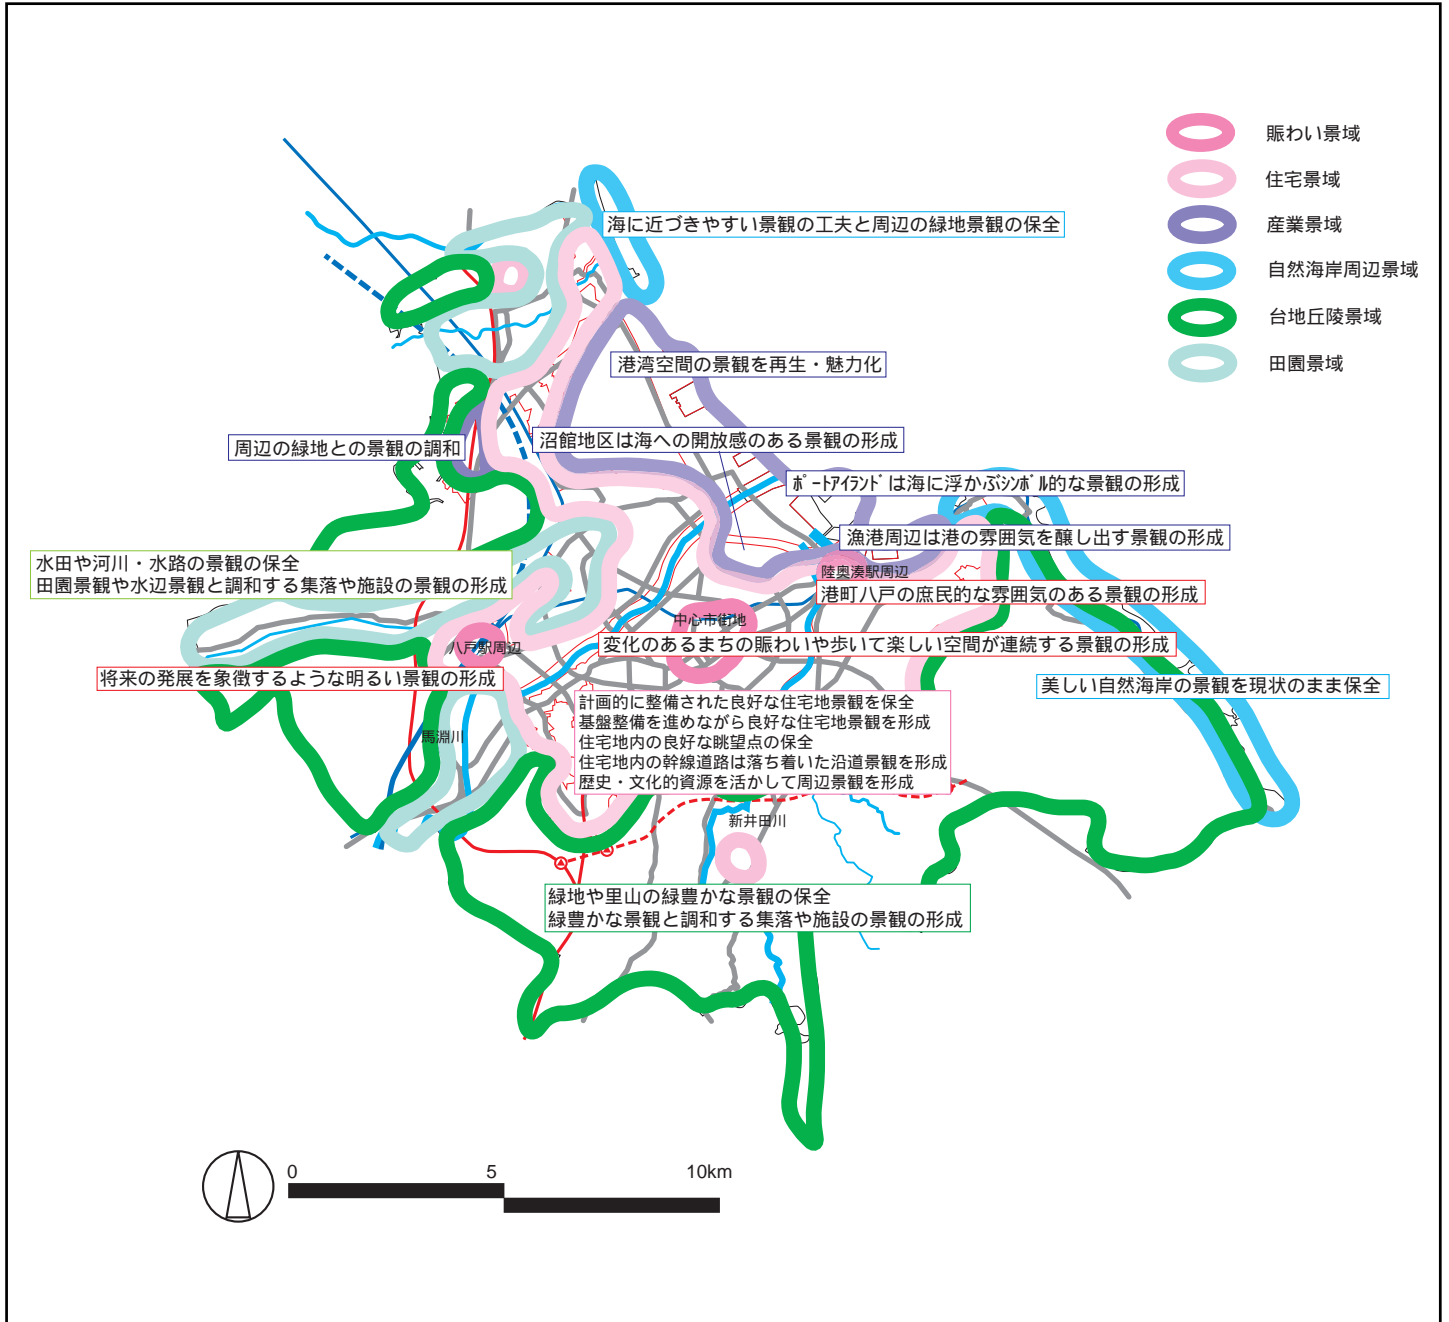 賑わい景域
住宅景域
産業景域
自然海岸周辺景域
台地丘陵景域
田園景域
海に近づきやすい景観の工夫と周辺の緑地景観の保全
港湾空間の景観を再生・魅力化
沼館地区は海への開放感のある景観の形成
周辺の緑地との景観の調和
ﾎﾟｰﾄｱｲﾗﾝﾄﾞは海に浮かぶｼﾝﾎﾞﾙ的な景観の形成
漁港周辺は港の雰囲気を醸し出す景観の形成
水田や河川・水路の景観の保全
田園景観や水辺景観と調和する集落や施設の景観の形成
陸奥湊駅周辺
港町八戸の庶民的な雰囲気のある景観の形成
中心市街地
変化のあるまちの賑わいや歩いて楽しい空間が連続する景観の形成
八戸駅周辺
将来の発展を象徴するような明るい景観の形成
美しい自然海岸の景観を現状のまま保全
計画的に整備された良好な住宅地景観を保全
基盤整備を進めながら良好な住宅地景観を形成
住宅地内の良好な眺望点の保全
住宅地内の幹線道路は落ち着いた沿道景観を形成
歴史・文化的資源を活かして周辺景観を形成
馬淵川
新井田川
緑地や里山の緑豊かな景観の保全
緑豊かな景観と調和する集落や施設の景観の形成
0 5 10km